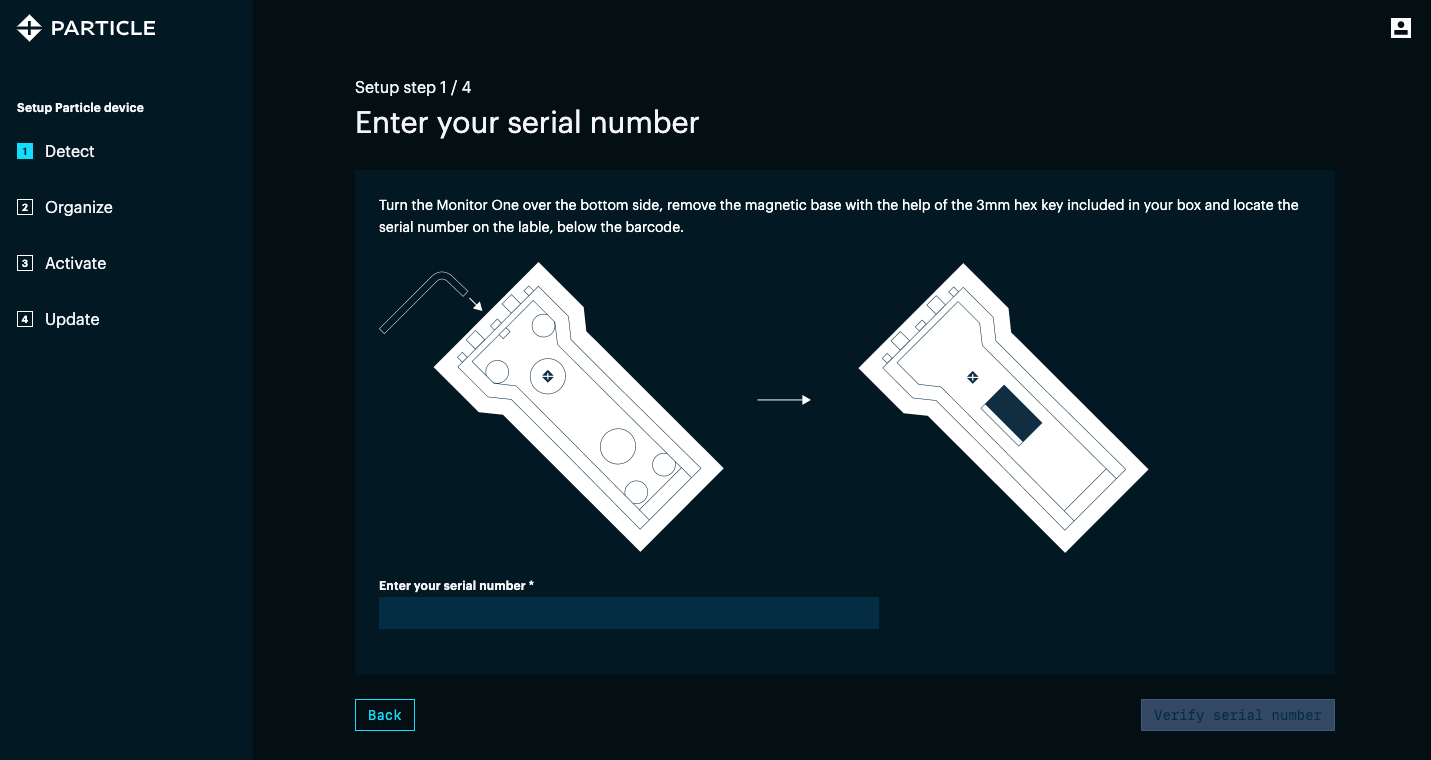 PARTICLE
Setup Particle device
1 Detect
2 Organize
3 Activate
4 Update
Setup step 1 / 4
Enter your serial number
Turn the Monitor One over the bottom side, remove the magnetic base with the help of the 3mm hex key included in your box and locate the
serial number on the lable, below the barcode.
Enter your serial number *
Back
Verify serial number